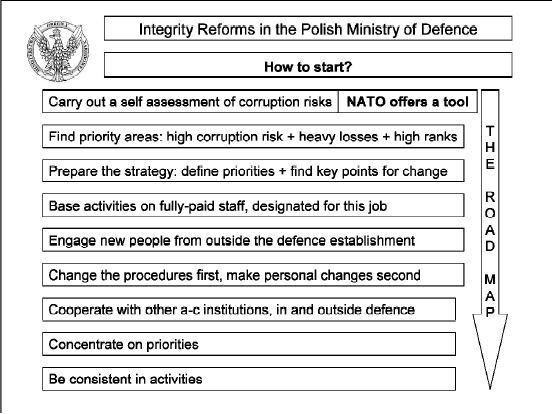 Integrity Reforms in the Polish Ministry of Defence
How to start?
Carry out a self assessment of corruption risks NATO offers a tool
Find priority areas: high corruption risk + heavy losses + high ranks
Prepare the strategy: define priorities + find key points for change
Base activities on fully-paid staff, designated for this job
Engage new people from outside the defence establishment
Change the procedures first, make personal changes second
Cooperate with other a-c institutions, in and outside defence
Concentrate on priorities
Be consistent in activities
THE ROAD MAP